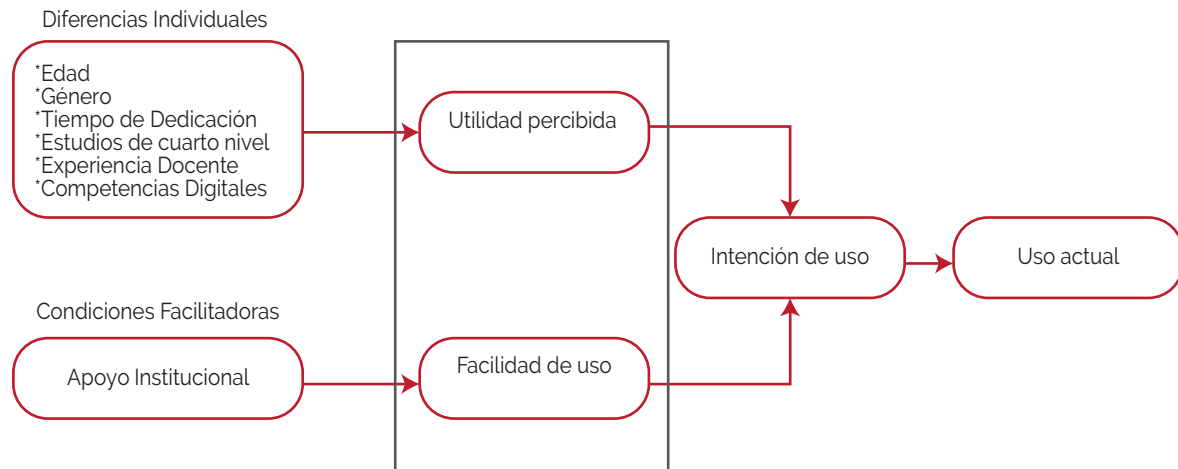 Diferencias Individuales
*Edad
*Género
*Tiempo de Dedicación
*Estudios de cuarto nivel
*Experiencia Docente
*Competencias Digitales
Utilidad percibida
Intención de uso
Uso actual
Condiciones Facilitadoras
Apoyo Institucional
Facilidad de uso